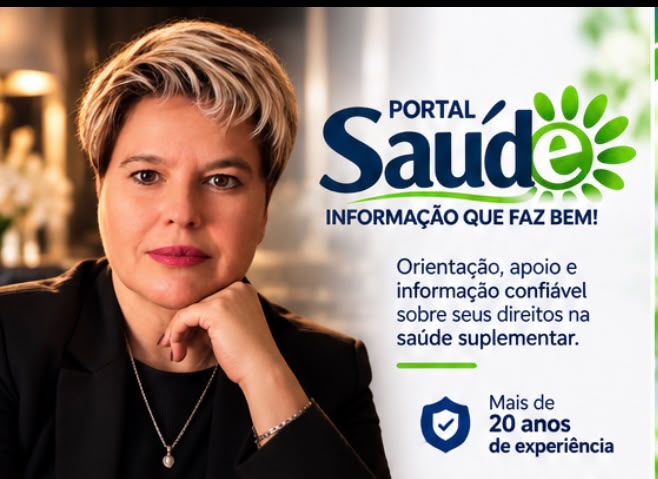 PORTAL
Saúde
INFORMAÇÃO QUE FAZ BEM!
Orientação, apoio e
informação confiável
sobre seus direitos na
saúde suplementar.
Mais de
20 anos
de experiência